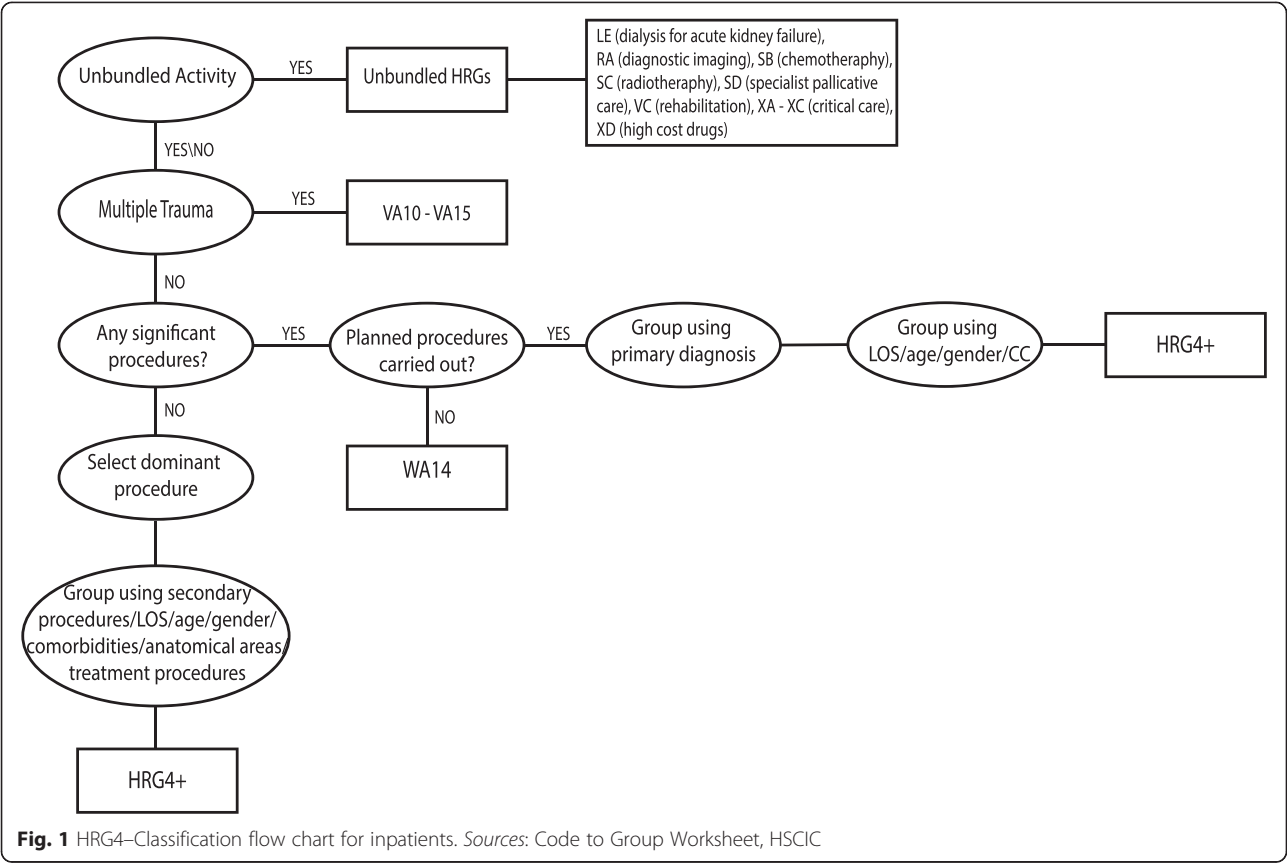 Unbundled Activity
YES
Unbundled HRGs
LE (dialysis for acute kidney failure),
RA (diagnostic imaging), SB (chemotheraphy),
SC (radiotheraphy), SD (specialist pallicative
care), VC (rehabilitation), XA - XC (critical care),
XD (high cost drugs)
YES\NO
Multiple Trauma
YES
VA10 - VA15
NO
Any significant
procedures?
YES
Planned procedures
carried out?
YES
Group using
primary diagnosis
Group using
LOS/age/gender/CC
HRG4+
NO
NO
Select dominant
procedure
WA14
Group using secondary
procedures/LOS/age/gender/
comorbidities/anatomical areas/
treatment procedures
HRG4+
Fig. 1 HRG4–Classification flow chart for inpatients. Sources: Code to Group Worksheet, HSCIC